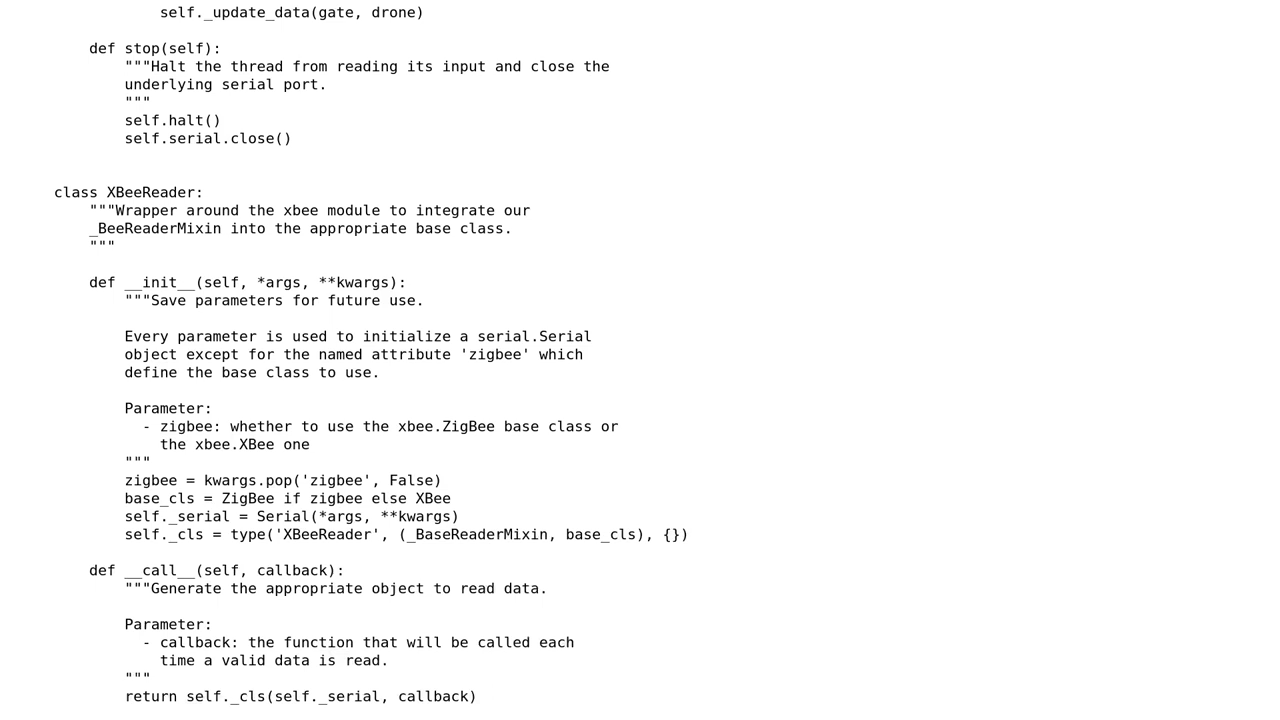 self._update_data(gate, drone)

    def stop(self):
        """Halt the thread from reading its input and close the
        underlying serial port.
        """
        self.halt()
        self.serial.close()


class XBeeReader:
    """Wrapper around the xbee module to integrate our
    _BeeReaderMixin into the appropriate base class.
    """

    def __init__(self, *args, **kwargs):
        """Save parameters for future use.

        Every parameter is used to initialize a serial.Serial
        object except for the named attribute 'zigbee' which
        define the base class to use.

        Parameter:
          - zigbee: whether to use the xbee.ZigBee base class or
            the xbee.XBee one
        """
        zigbee = kwargs.pop('zigbee', False)
        base_cls = ZigBee if zigbee else XBee
        self._serial = Serial(*args, **kwargs)
        self._cls = type('XBeeReader', (_BaseReaderMixin, base_cls), {})

    def __call__(self, callback):
        """Generate the appropriate object to read data.

        Parameter:
          - callback: the function that will be called each
            time a valid data is read.
        """
        return self._cls(self._serial, callback)